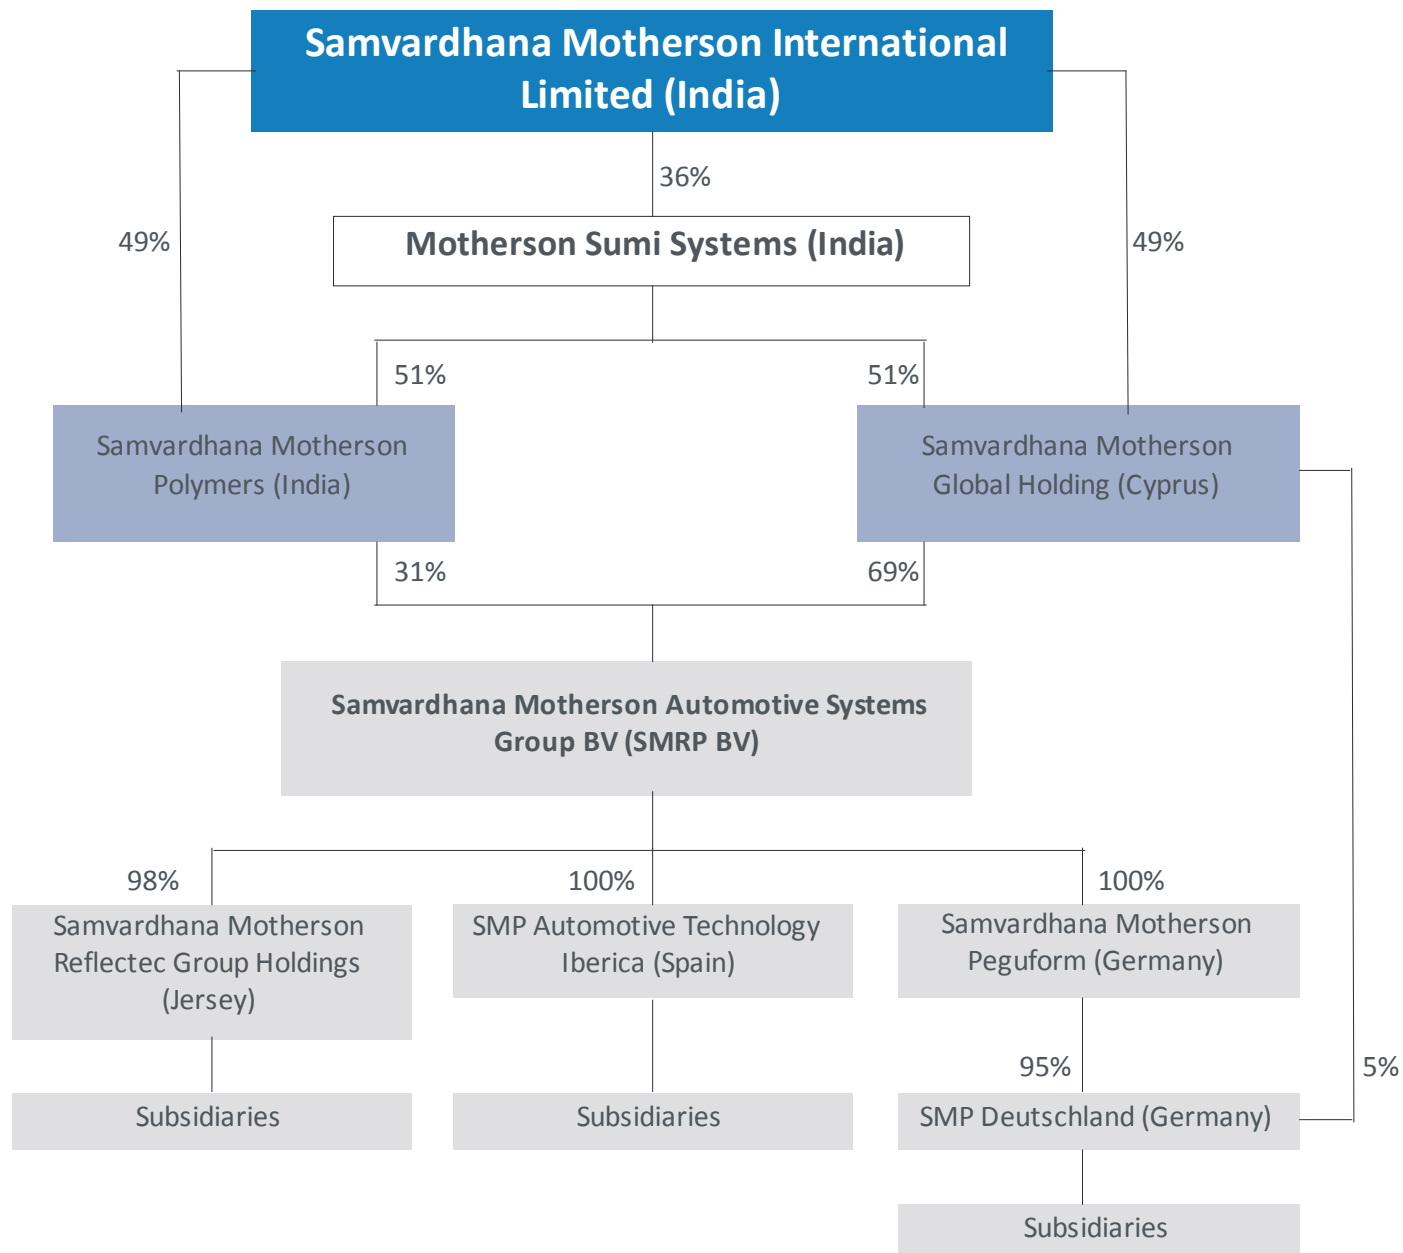 Samvardhana Motherson International
Limited (India)
36%
49%
Motherson Sumi Systems (India)
49%
51%
51%
Samvardhana Motherson
Polymers (India)
Samvardhana Motherson
Global Holding (Cyprus)
31%
69%
Samvardhana Motherson Automotive Systems
Group BV (SMRP BV)
98%
100%
100%
Samvardhana Motherson
Reflectec Group Holdings
(Jersey)
SMP Automotive Technology
Iberica (Spain)
Samvardhana Motherson
Peguform (Germany)
95%
5%
Subsidiaries
Subsidiaries
SMP Deutschland (Germany)
Subsidiaries